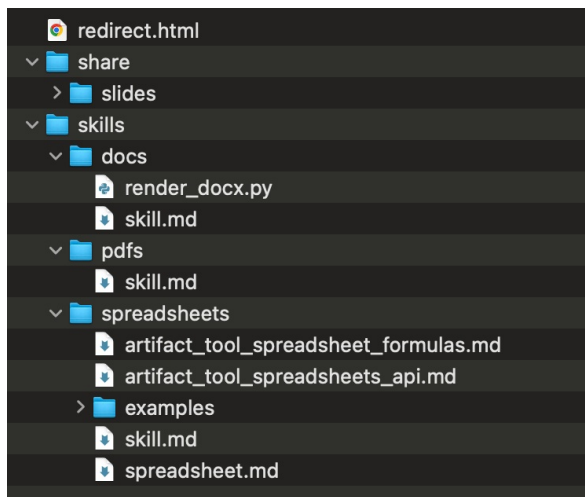 redirect.html
share
slides
skills
docs
render_docx.py
skill.md
pdfs
skill.md
spreadsheets
artifact_tool_spreadsheet_formulas.md
artifact_tool_spreadsheets_api.md
examples
skill.md
spreadsheet.md